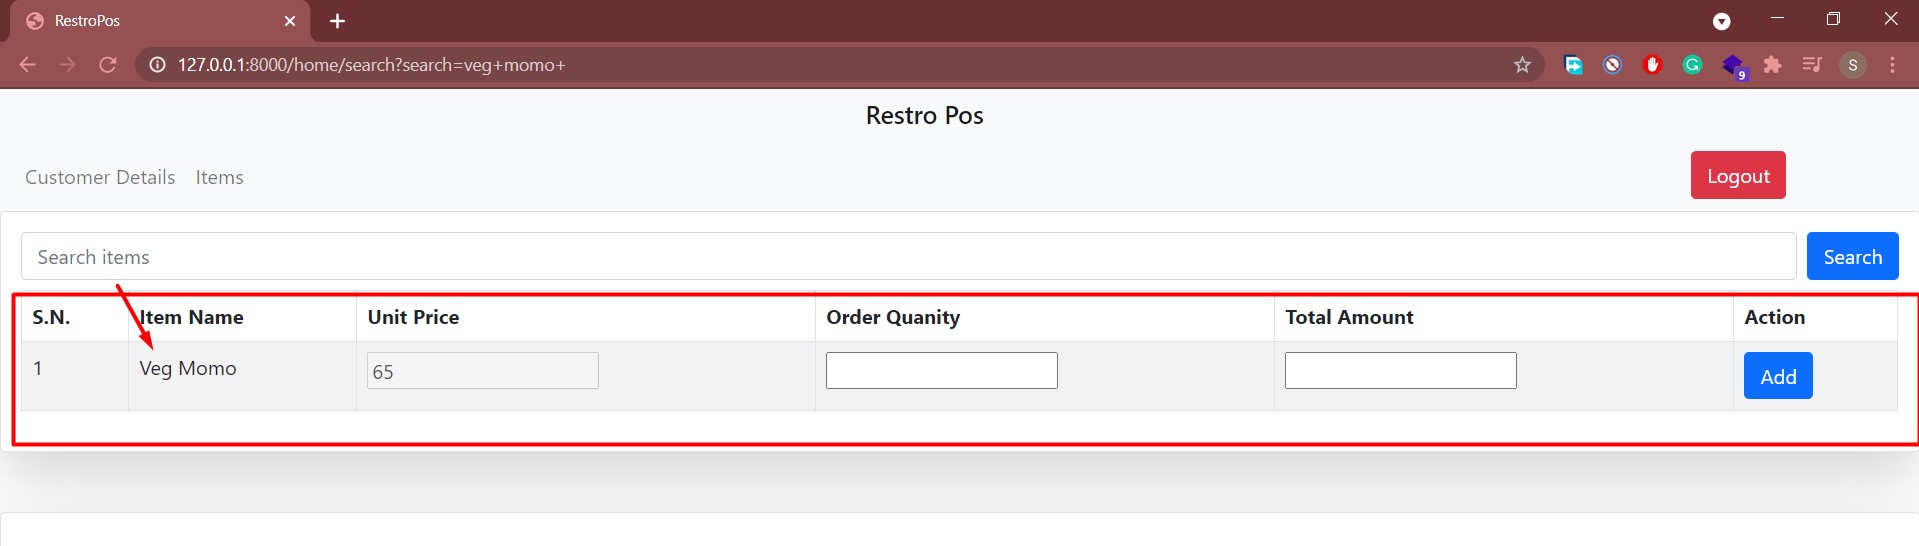 RestroPos
127.0.0.1:8000/home/search?search=veg+momo+
9
S
Restro Pos
Customer Details Items Logout
Search items Search
S.N. Item Name Unit Price Order Quanity Total Amount Action
1 Veg Momo 65 Add